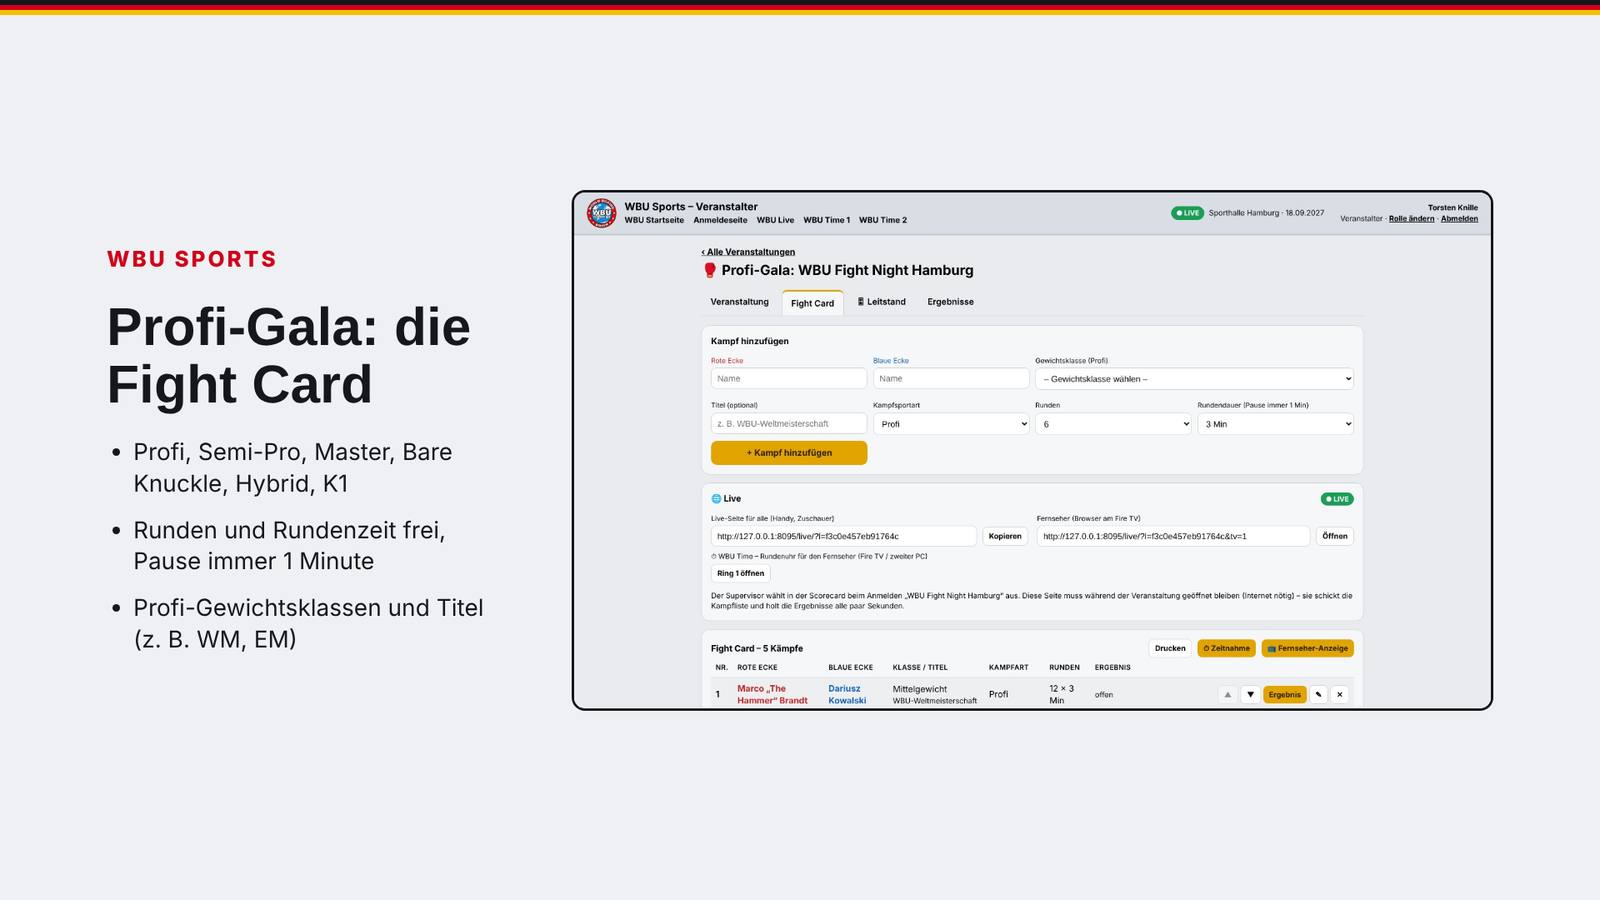 WBU SPORTS
Profi-Gala: die
Fight Card
• Profi, Semi-Pro, Master, Bare
Knuckle, Hybrid, K1
• Runden und Rundenzeit frei,
Pause immer 1 Minute
• Profi-Gewichtsklassen und Titel
(z. B. WM, EM)
WBU
WBU Sports – Veranstalter
WBU Startseite Anmeldeseite WBU Live WBU Time 1 WBU Time 2
● LIVE Sporthalle Hamburg · 18.09.2027
Torsten Knille
Veranstalter · Rolle ändern · Abmelden
‹ Alle Veranstaltungen
🥊 Profi-Gala: WBU Fight Night Hamburg
Veranstaltung Fight Card 🎛 Leitstand Ergebnisse
Kampf hinzufügen
Rote Ecke Blaue Ecke Gewichtsklasse (Profi)
Name Name – Gewichtsklasse wählen –
Titel (optional) Kampfsportart Runden Rundendauer (Pause immer 1 Min)
z. B. WBU-Weltmeisterschaft Profi 6 3 Min
+ Kampf hinzufügen
🌐 Live ● LIVE
Live-Seite für alle (Handy, Zuschauer) Fernseher (Browser am Fire TV)
http://127.0.0.1:8095/live/?l=f3c0e457eb91764c Kopieren http://127.0.0.1:8095/live/?l=f3c0e457eb91764c&tv=1 Öffnen
⏱ WBU Time – Rundenuhr für den Fernseher (Fire TV / zweiter PC)
Ring 1 öffnen
Der Supervisor wählt in der Scorecard beim Anmelden „WBU Fight Night Hamburg“ aus. Diese Seite muss während der Veranstaltung geöffnet bleiben (Internet nötig) – sie schickt die
Kampfliste und holt die Ergebnisse alle paar Sekunden.
Fight Card – 5 Kämpfe Drucken ⏱ Zeitnahme 📺 Fernseher-Anzeige
NR. ROTE ECKE BLAUE ECKE KLASSE / TITEL KAMPFART RUNDEN ERGEBNIS
1 Marco „The Dariusz Mittelgewicht Profi 12 × 3 offen ▲ ▼ Ergebnis ✎ ✕
Hammer“ Brandt Kowalski WBU-Weltmeisterschaft Min